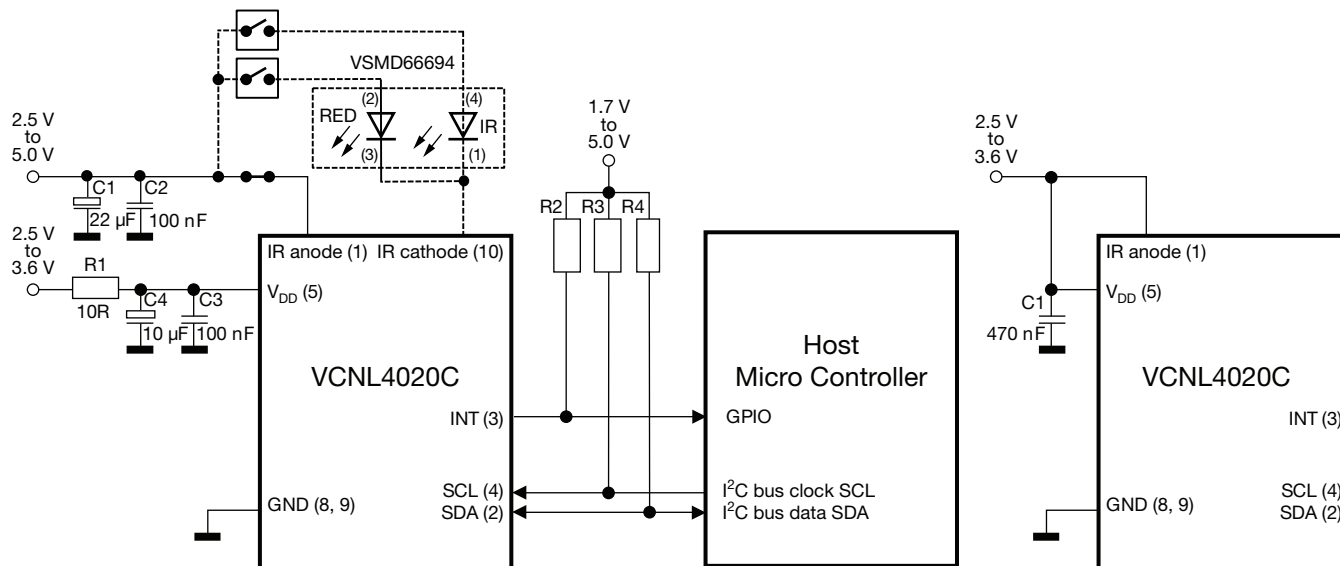 VSMD66694
(2)
(4)
RED
IR
(3)
(1)
2.5 V
to
5.0 V
C1
C2
22 µF
100 nF
1.7 V
to
5.0 V
R2
R3
R4
2.5 V
to
3.6 V
R1
10R
C4
C3
10 µF
100 nF
IR anode (1)
IR cathode (10)
VDD (5)
VCNL4020C
INT (3)
GND (8, 9)
SCL (4)
SDA (2)
Host
Micro Controller
GPIO
I²C bus clock SCL
I²C bus data SDA
2.5 V
to
3.6 V
C1
470 nF
IR anode (1)
VDD (5)
VCNL4020C
INT (3)
GND (8, 9)
SCL (4)
SDA (2)